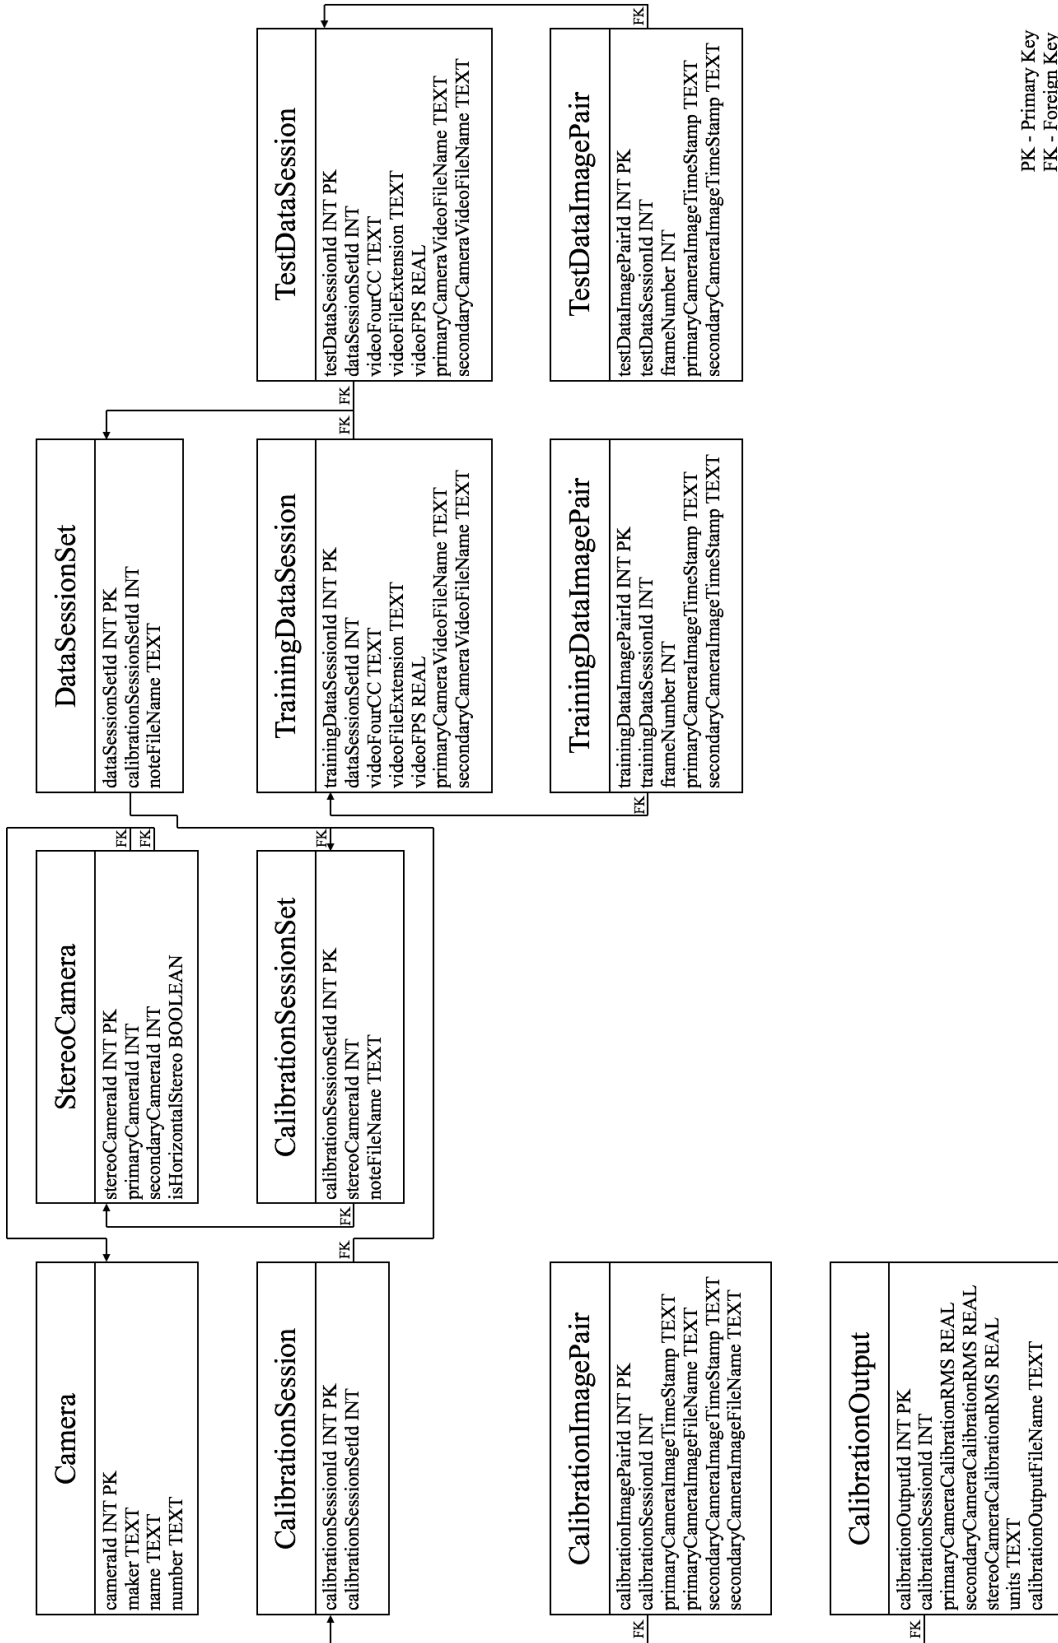 Camera
cameraId INT PK
maker TEXT
name TEXT
number TEXT
StereoCamera
stereoCameraId INT PK
primaryCameraId INT
secondaryCameraId INT
isHorizontalStereo BOOLEAN
FK
FK
DataSessionSet
dataSessionSetId INT PK
calibrationSessionSetId INT
noteFileName TEXT
CalibrationSession
calibrationSessionId INT PK
calibrationSessionSetId INT
FK
FK
CalibrationSessionSet
calibrationSessionSetId INT PK
stereoCameraId INT
noteFileName TEXT
FK
TrainingDataSession
trainingDataSessionId INT PK
dataSessionSetId INT
videoFourCC TEXT
videoFileExtension TEXT
videoFPS REAL
primaryCameraVideoFileName TEXT
secondaryCameraVideoFileName TEXT
FK
FK
TestDataSession
testDataSessionId INT PK
dataSessionSetId INT
videoFourCC TEXT
videoFileExtension TEXT
videoFPS REAL
primaryCameraVideoFileName TEXT
secondaryCameraVideoFileName TEXT
FK
CalibrationImagePair
calibrationImagePairId INT PK
calibrationSessionId INT
primaryCameraImageTimeStamp TEXT
primaryCameraImageFileName TEXT
secondaryCameraImageTimeStamp TEXT
secondaryCameraImageFileName TEXT
FK
TrainingDataImagePair
trainingDataImagePairId INT PK
trainingDataSessionId INT
frameNumber INT
primaryCameraImageTimeStamp TEXT
secondaryCameraImageTimeStamp TEXT
TestDataImagePair
testDataImagePairId INT PK
testDataSessionId INT
frameNumber INT
primaryCameraImageTimeStamp TEXT
secondaryCameraImageTimeStamp TEXT
FK
FK
CalibrationOutput
calibrationOutputId INT PK
calibrationSessionId INT
primaryCameraCalibrationRMS REAL
secondaryCameraCalibrationRMS REAL
stereoCameraCalibrationRMS REAL
units TEXT
calibrationOutputFileName TEXT
PK - Primary Key
FK - Foreign Key